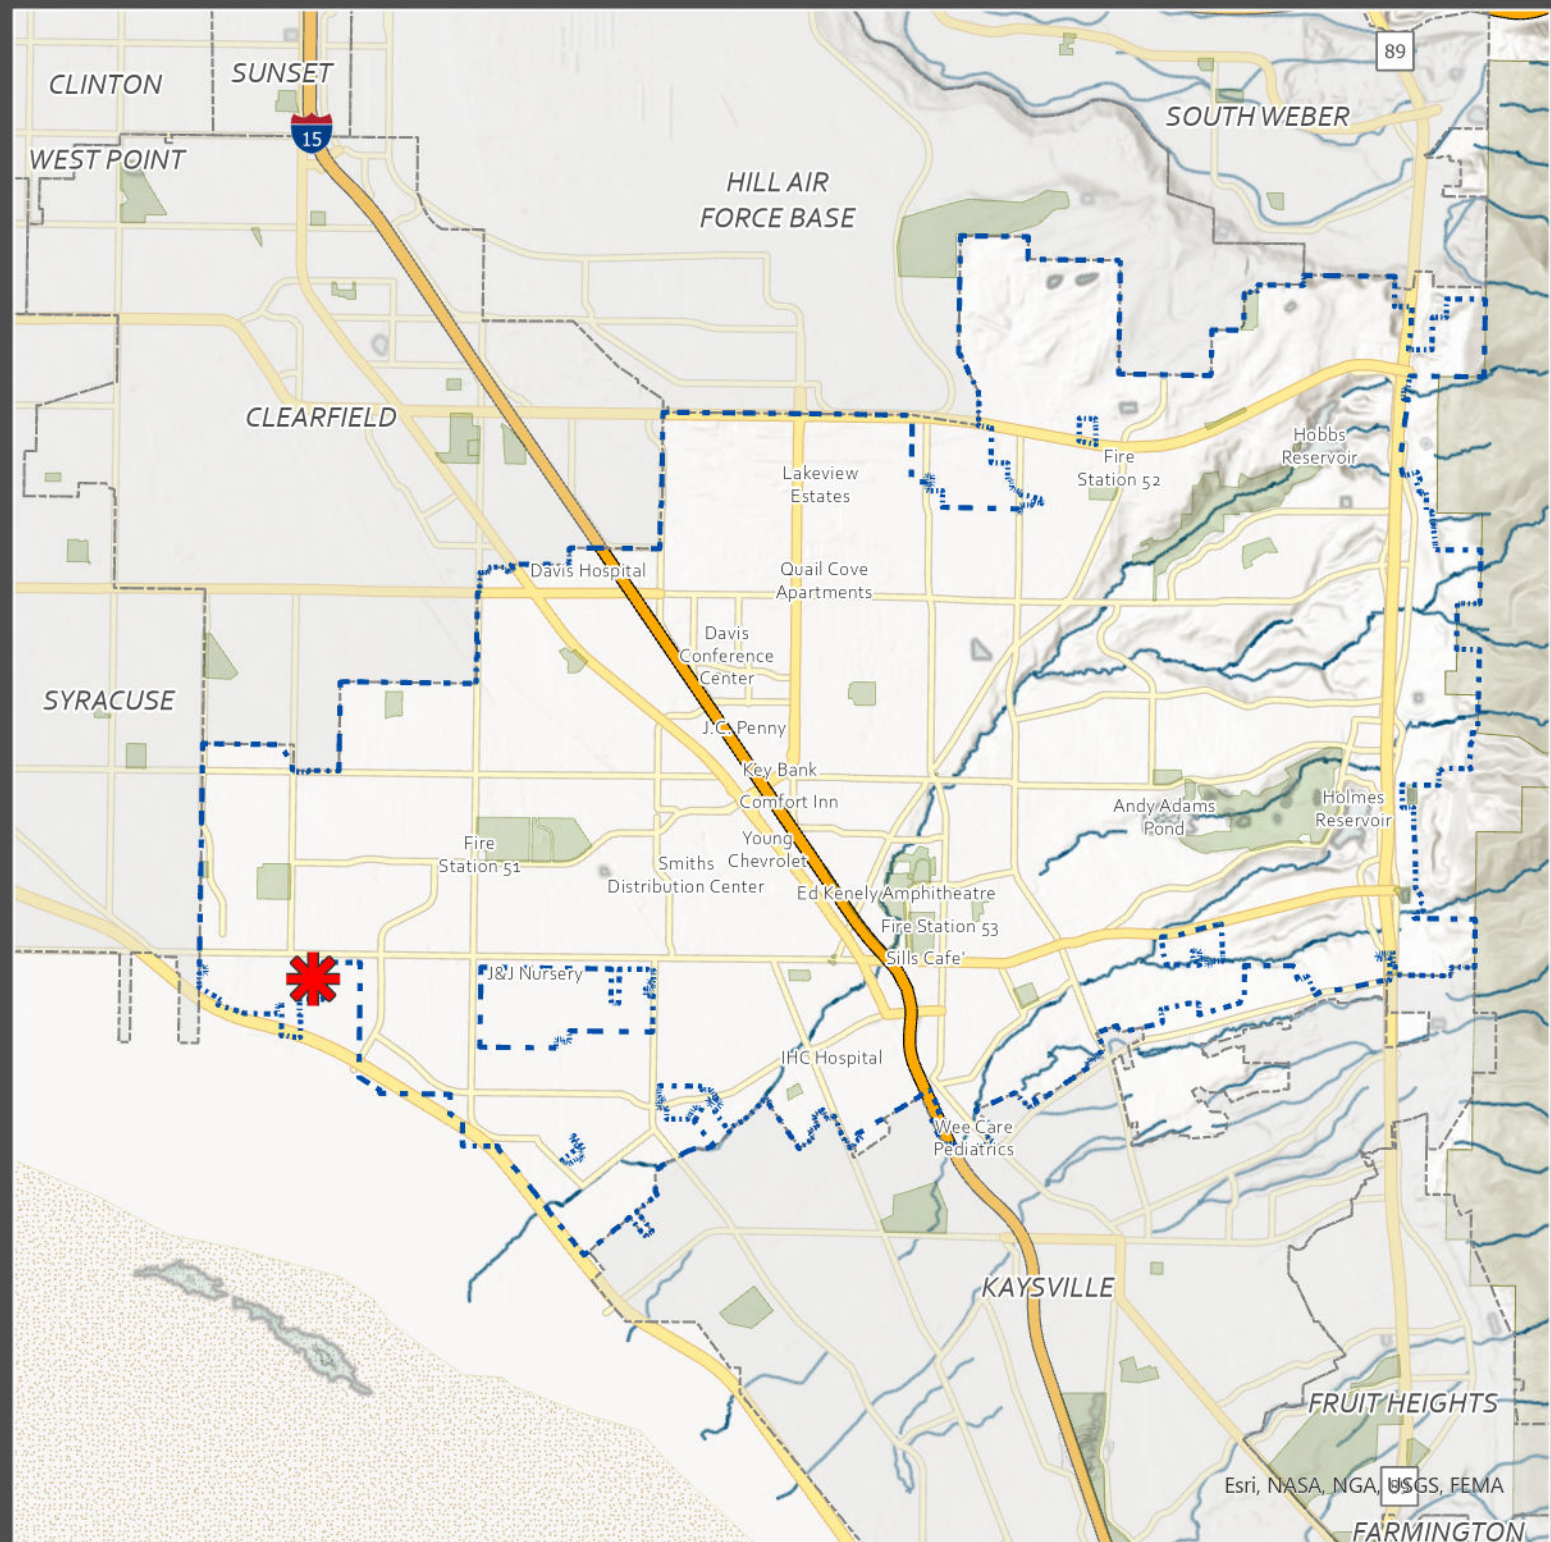 89
SUNSET
CLINTON
15
SOUTH WEBER
WEST POINT
HILL AIR
FORCE BASE
CLEARFIELD
Hobbs
Reservoir
Fire
Station 52
Lakeview
Estates
Davis Hospital
Quail Cove
Apartments
Davis
Conference
Center
SYRACUSE
J.C. Penny
Key Bank
Comfort Inn
Andy Adams
Pond
Holmes
Reservoir
Young
Chevrolet
Fire
Station 51
Smiths
Distribution Center
Ed Kenely Amphitheatre
Fire Station 53
Sills Cafe'
J&J Nursery
IHC Hospital
Wee Care
Pediatrics
KAYSVILLE
FRUIT HEIGHTS
Esri, NASA, NGA, USGS, FEMA
FARMINGTON